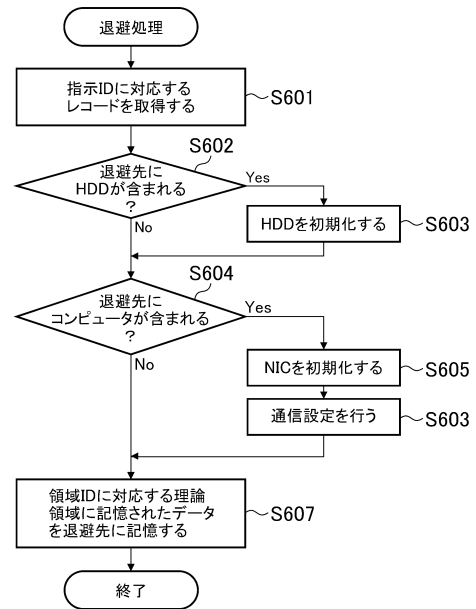 退避処理
指示IDに対応する
レコードを取得する
S601
S602
退避先に
HDDが含まれる
?
Yes
No
HDDを初期化する
S603
S604
退避先に
コンピュータが含まれる
?
Yes
No
NICを初期化する
S605
通信設定を行う
S603
領域IDに対応する理論
領域に記憶されたデータ
を退避先に記憶する
S607
終了